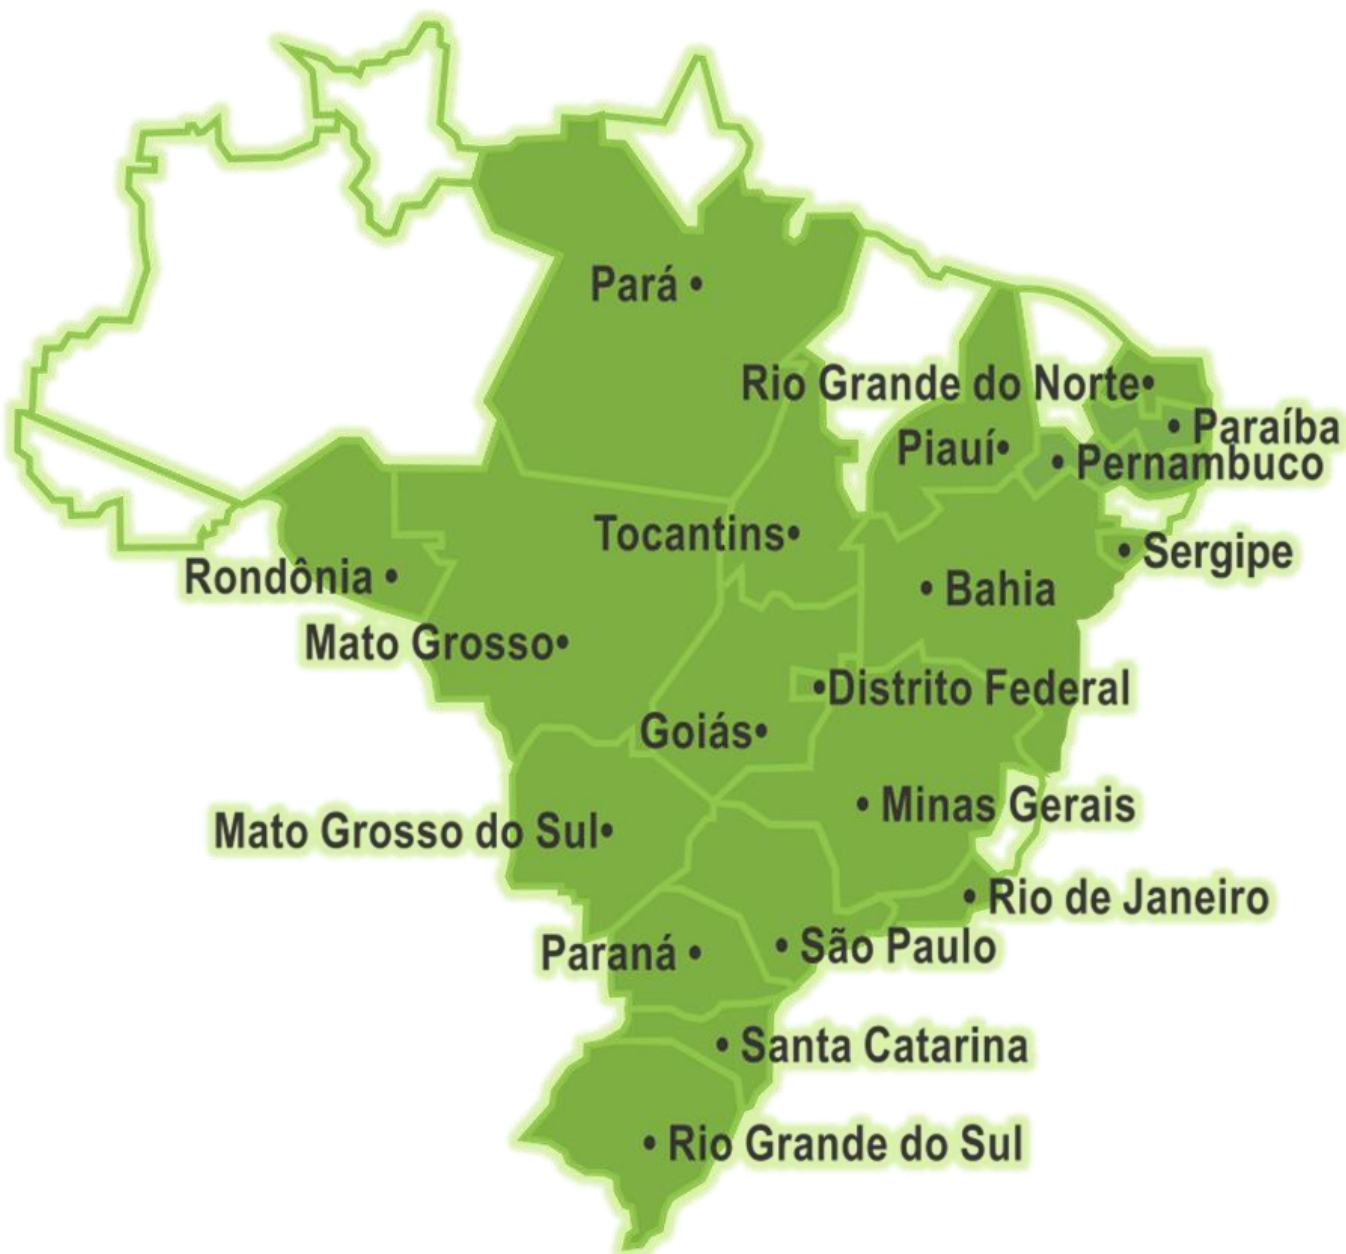 Pará
Rio Grande do Norte
Paraíba
Piauí
Pernambuco
Tocantins
Sergipe
Rondônia
Bahia
Mato Grosso
Distrito Federal
Goiás
Minas Gerais
Mato Grosso do Sul
Rio de Janeiro
São Paulo
Paraná
Santa Catarina
Rio Grande do Sul